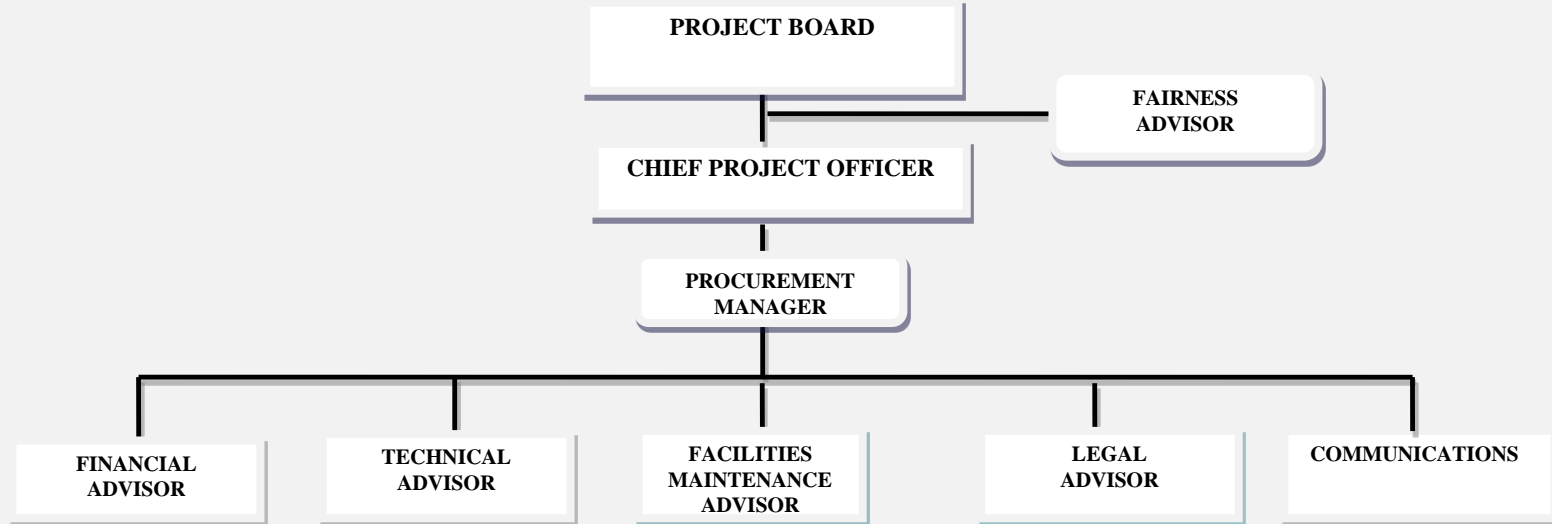 PROJECT BOARD
FAIRNESS
ADVISOR
CHIEF PROJECT OFFICER
PROCUREMENT
MANAGER
FINANCIAL
ADVISOR
TECHNICAL
ADVISOR
FACILITIES
MAINTENANCE
ADVISOR
LEGAL
ADVISOR
COMMUNICATIONS